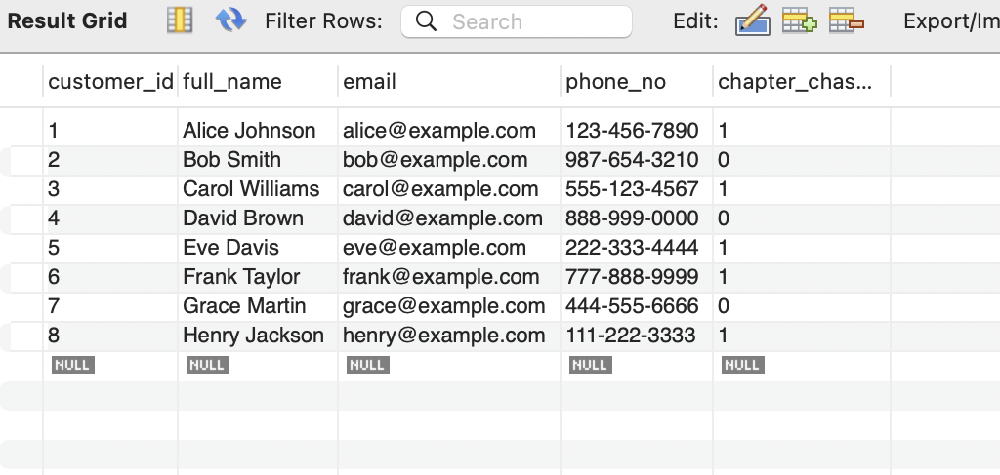 Result Grid Filter Rows: Search Edit: Export/Im
customer_id full_name email phone_no chapter_chas...
1 Alice Johnson alice@example.com 123-456-7890 1
2 Bob Smith bob@example.com 987-654-3210 0
3 Carol Williams carol@example.com 555-123-4567 1
4 David Brown david@example.com 888-999-0000 0
5 Eve Davis eve@example.com 222-333-4444 1
6 Frank Taylor frank@example.com 777-888-9999 1
7 Grace Martin grace@example.com 444-555-6666 0
8 Henry Jackson henry@example.com 111-222-3333 1
NULL NULL NULL NULL NULL